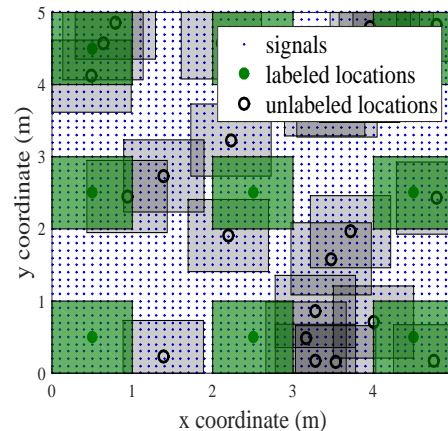 5
4
3
2
1
0
0
1
2
3
4
y coordinate (m)
x coordinate (m)
signals
labeled locations
unlabeled locations